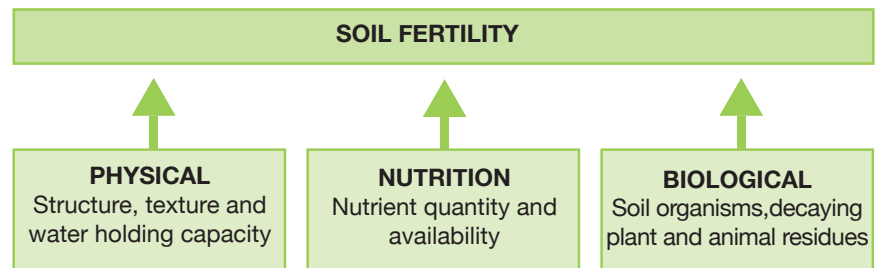 SOIL FERTILITY
PHYSICAL
Structure, texture and
water holding capacity
NUTRITION
Nutrient quantity and
availability
BIOLOGICAL
Soil organisms,decaying
plant and animal residues